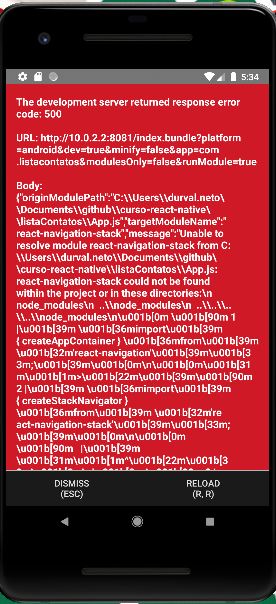 5:34
The development server returned response error
code: 500
URL: http://10.0.2.2:8081/index.bundle?platform
=android&dev=true&minify=false&app=com
.listacontatos&modulesOnly=false&runModule=true
Body:
{"originModulePath":"C:\\Users\\durval.neto\
\Documents\\github\\curso-react-native\
\listaContatos\\App.js","targetModuleName":"
react-navigation-stack","message":"Unable to
resolve module react-navigation-stack from C:
\\Users\\durval.neto\\Documents\\github\
\curso-react-native\\listaContatos\\App.js:
react-navigation-stack could not be found
within the project or in these directories:\n
node_modules\n ..\\node_modules\n ..\\..\\..\
\..\\node_modules\n\u001b[0m \u001b[90m 1
|\u001b[39m \u001b[36mimport\u001b[39m
{ createAppContainer } \u001b[36mfrom\u001b[39m
\u001b[32m'react-navigation'\u001b[39m\u001b[3
3m;\u001b[39m\u001b[0m\n\u001b[0m\u001b[31
m\u001b[1m>\u001b[22m\u001b[39m\u001b[90m
2 |\u001b[39m \u001b[36mimport\u001b[39m
{ createStackNavigator }
\u001b[36mfrom\u001b[39m \u001b[32m're
act-navigation-stack'\u001b[39m\u001b[33m;
\u001b[39m\u001b[0m\n\u001b[0m
\u001b[90m |\u001b[39m
\u001b[31m\u001b[1m^\u001b[22m\u001b[3
DISMISS
(ESC)
RELOAD
(R, R)